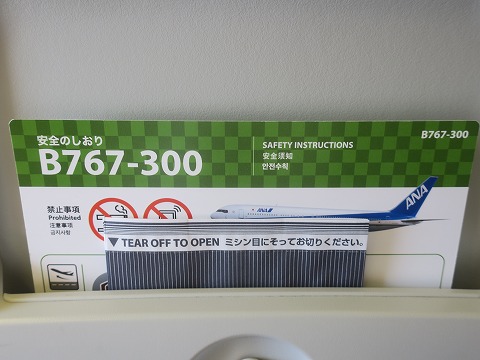 安全のしおり
B767-300
SAFETY INSTRUCTIONS
安全须知
안전수칙
B767-300
禁止事項
Prohibited
注意事项
금지사항
ANA
ANA
▼ TEAR OFF TO OPEN ミシン目にそってお切りください。